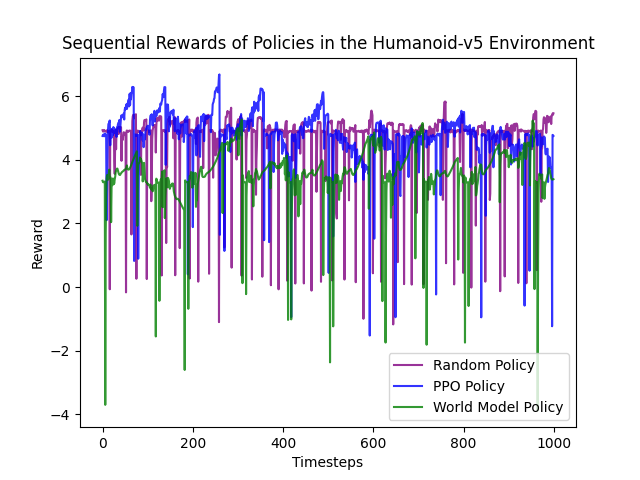 Sequential Rewards of Policies in the Humanoid-v5 Environment
6
4
2
0
−2
−4
Reward
0 200 400 600 800 1000
Timesteps
Random Policy
PPO Policy
World Model Policy